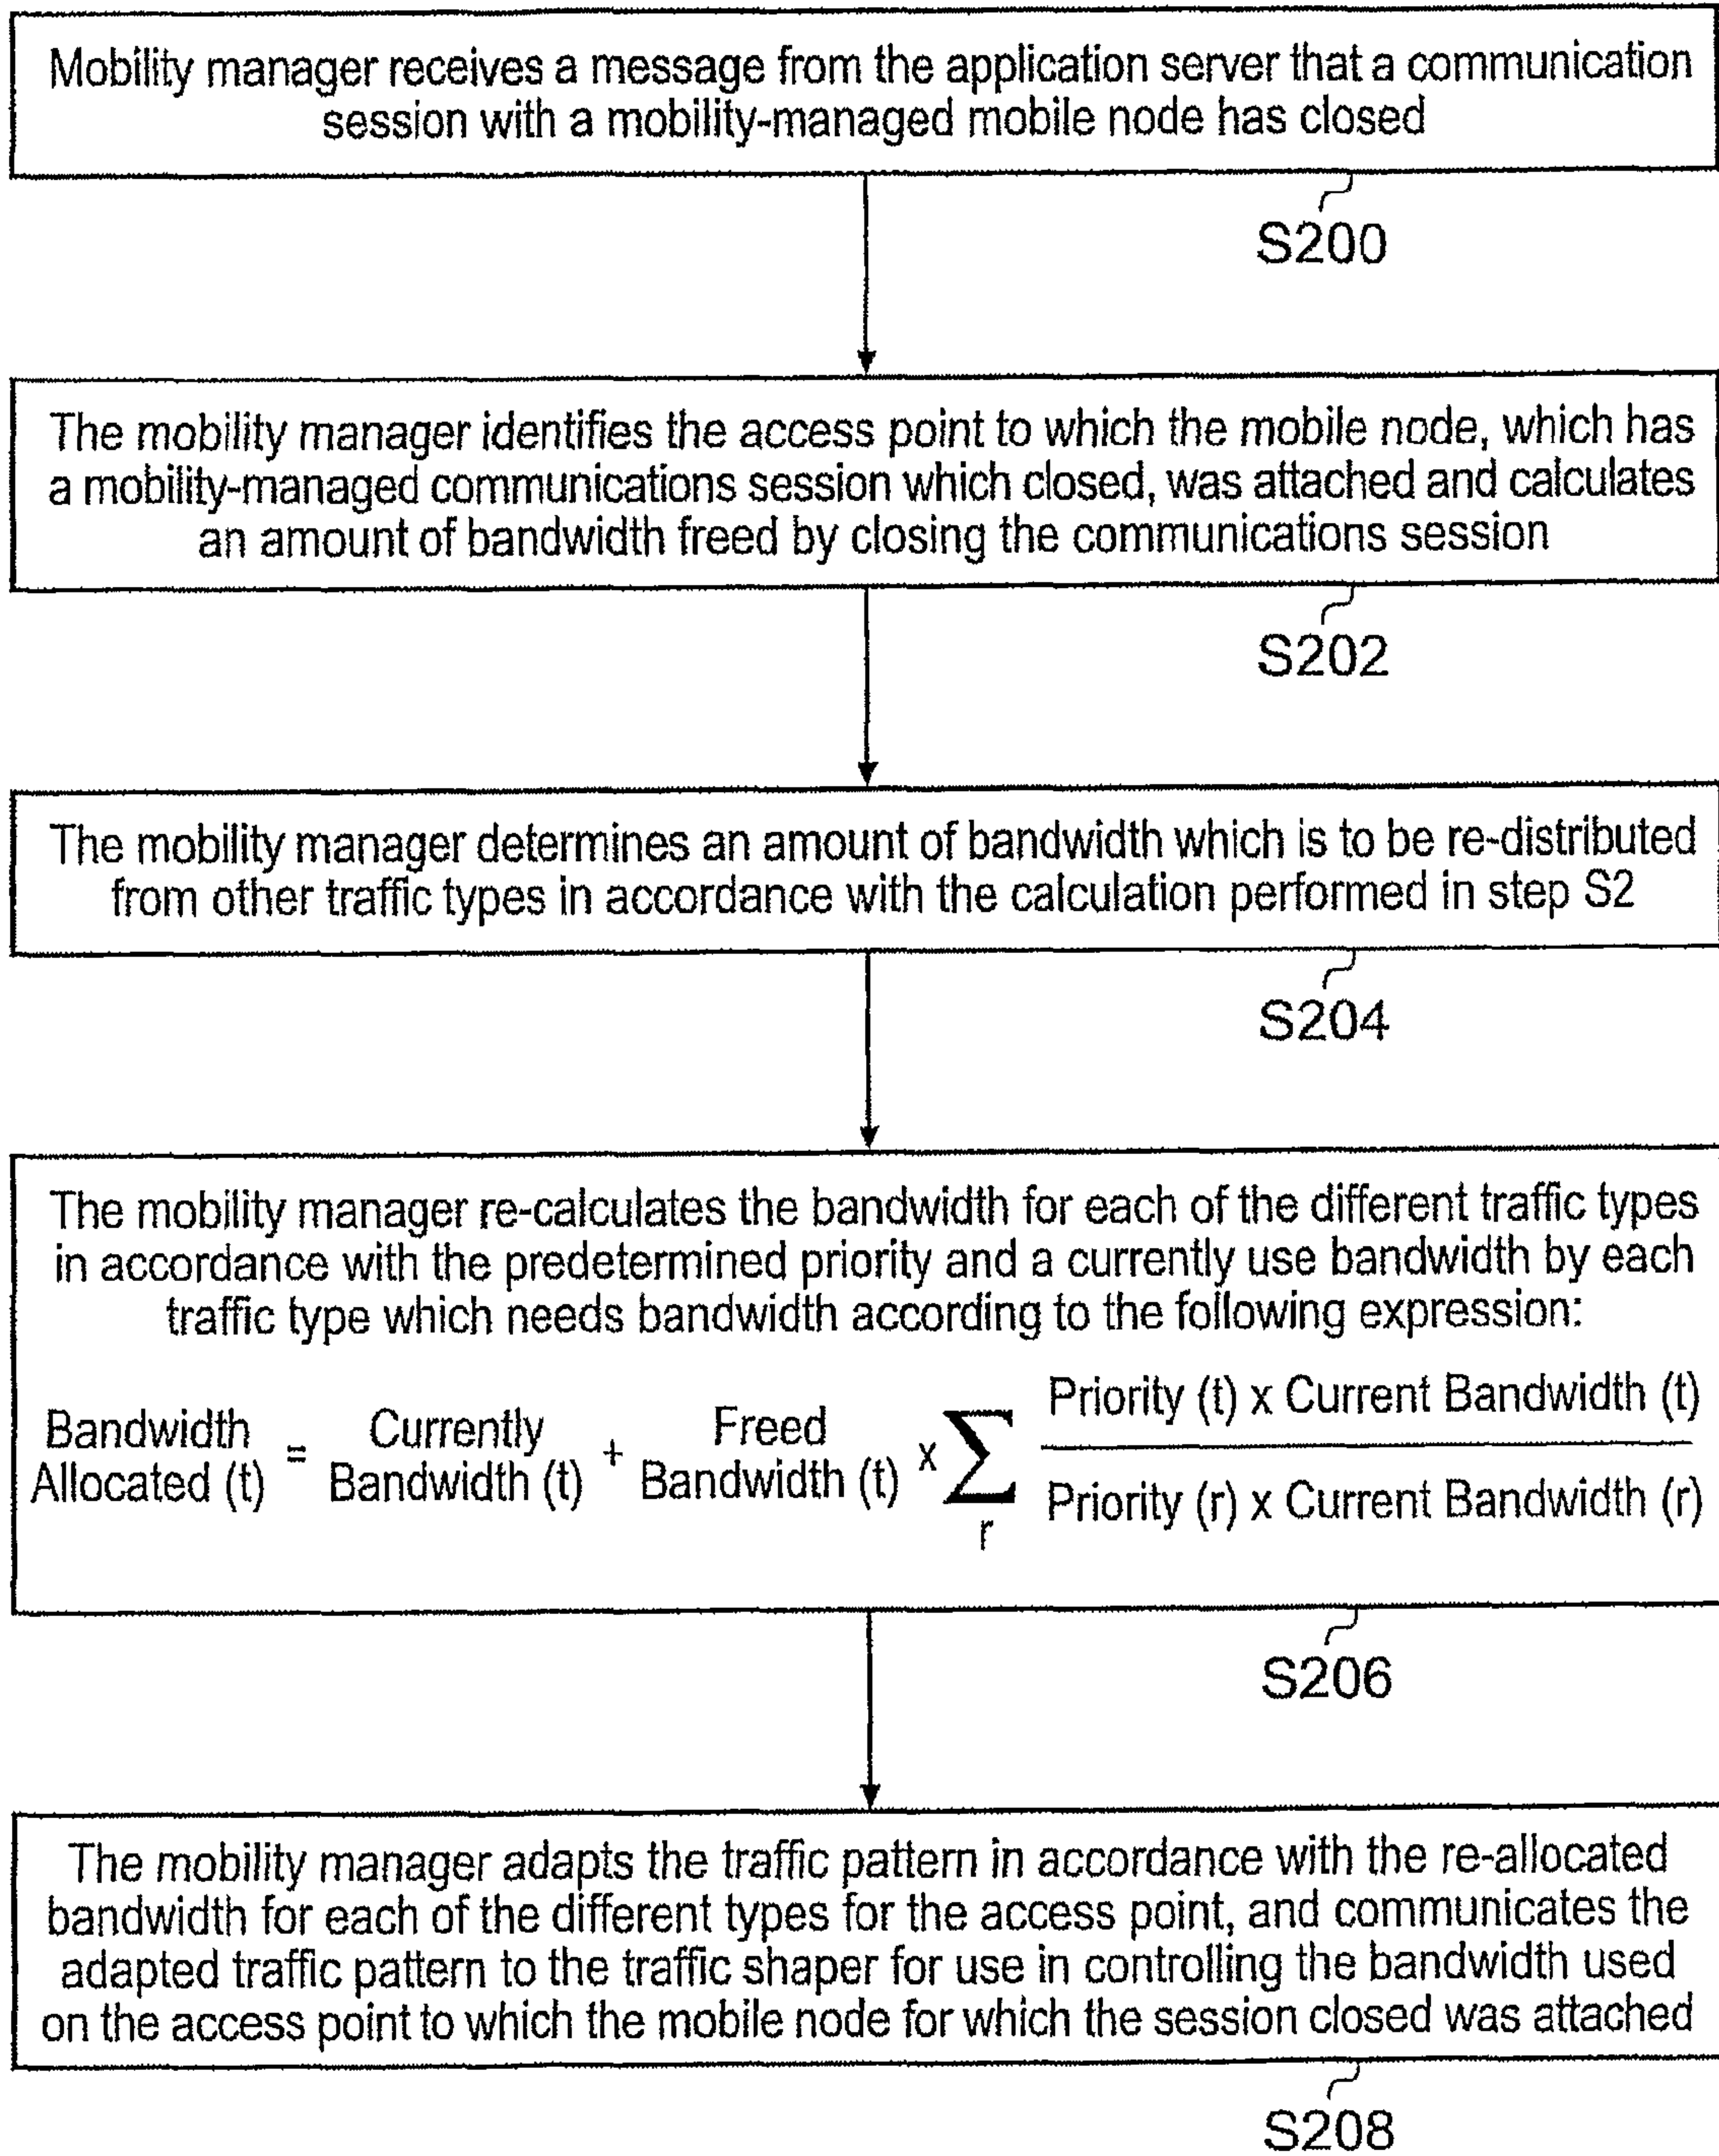 Mobility manager receives a message from the application server that a communication
session with a mobility-managed mobile node has closed
S200
The mobility manager identifies the access point to which the mobile node, which has
a mobility-managed communications session which closed, was attached and calculates
an amount of bandwidth freed by closing the communications session
S202
The mobility manager determines an amount of bandwidth which is to be re-distributed
from other traffic types in accordance with the calculation performed in step S2
S204
The mobility manager re-calculates the bandwidth for each of the different traffic types
in accordance with the predetermined priority and a currently use bandwidth by each
traffic type which needs bandwidth according to the following expression:
Bandwidth Allocated (t) = Currently Bandwidth (t) + Freed Bandwidth (t) x ∑ r Priority (t) x Current Bandwidth (t)
Priority (r) x Current Bandwidth (r)
S206
The mobility manager adapts the traffic pattern in accordance with the re-allocated
bandwidth for each of the different types for the access point, and communicates the
adapted traffic pattern to the traffic shaper for use in controlling the bandwidth used
on the access point to which the mobile node for which the session closed was attached
S208